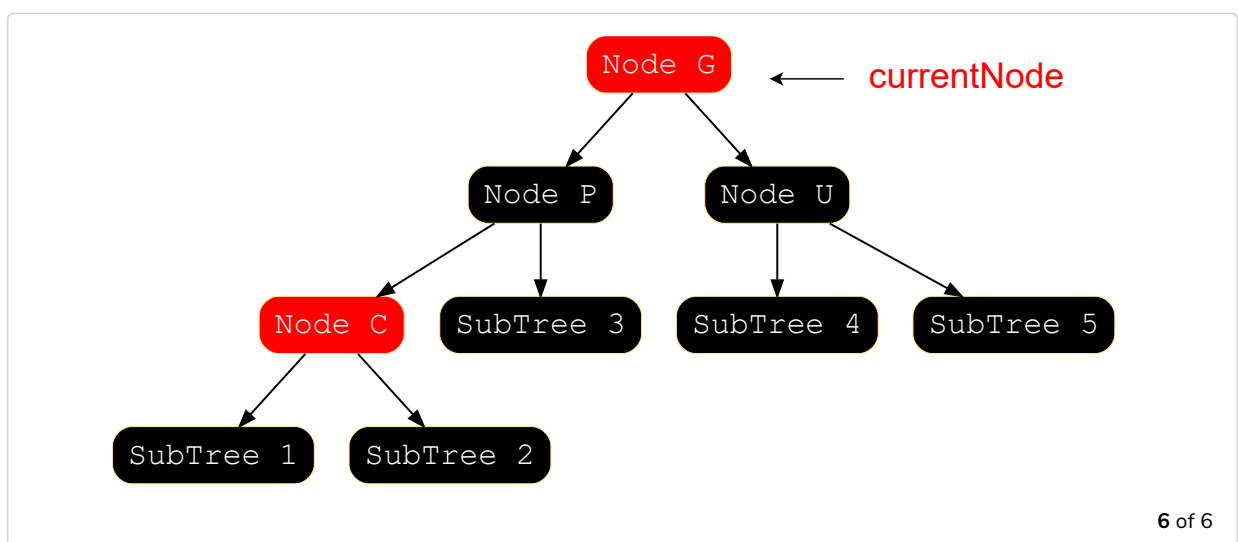 Node G
currentNode
Node P
Node U
Node C
SubTree 3
SubTree 4
SubTree 5
SubTree 1
SubTree 2
6 of 6